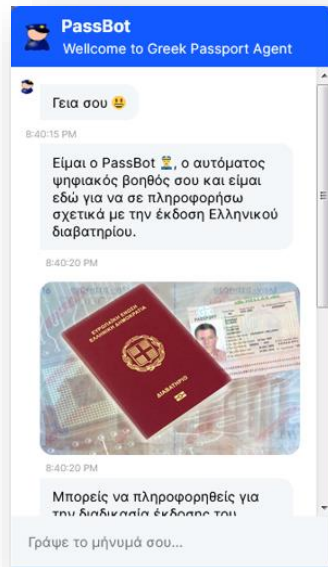 PassBot
Wellcome to Greek Passport Agent
Γεια σου 😃
8:40:15 PM
Είμαι ο PassBot 👮, ο αυτόματος
ψηφιακός βοηθός σου και είμαι
εδώ για να σε πληροφορήσω
σχετικά με την έκδοση Ελληνικού
διαβατηρίου.
8:40:20 PM
ΕΥΡΩΠΑΪΚΗ ΕΝΩΣΗ
ΕΛΛΗΝΙΚΗ ΔΗΜΟΚΡΑΤΙΑ
ΔΙΑΒΑΤΗΡΙΟ
8:40:20 PM
Μπορείς να πληροφορηθείς για
την διαδικασία έκδοσης του
Γράψε το μήνυμά σου...